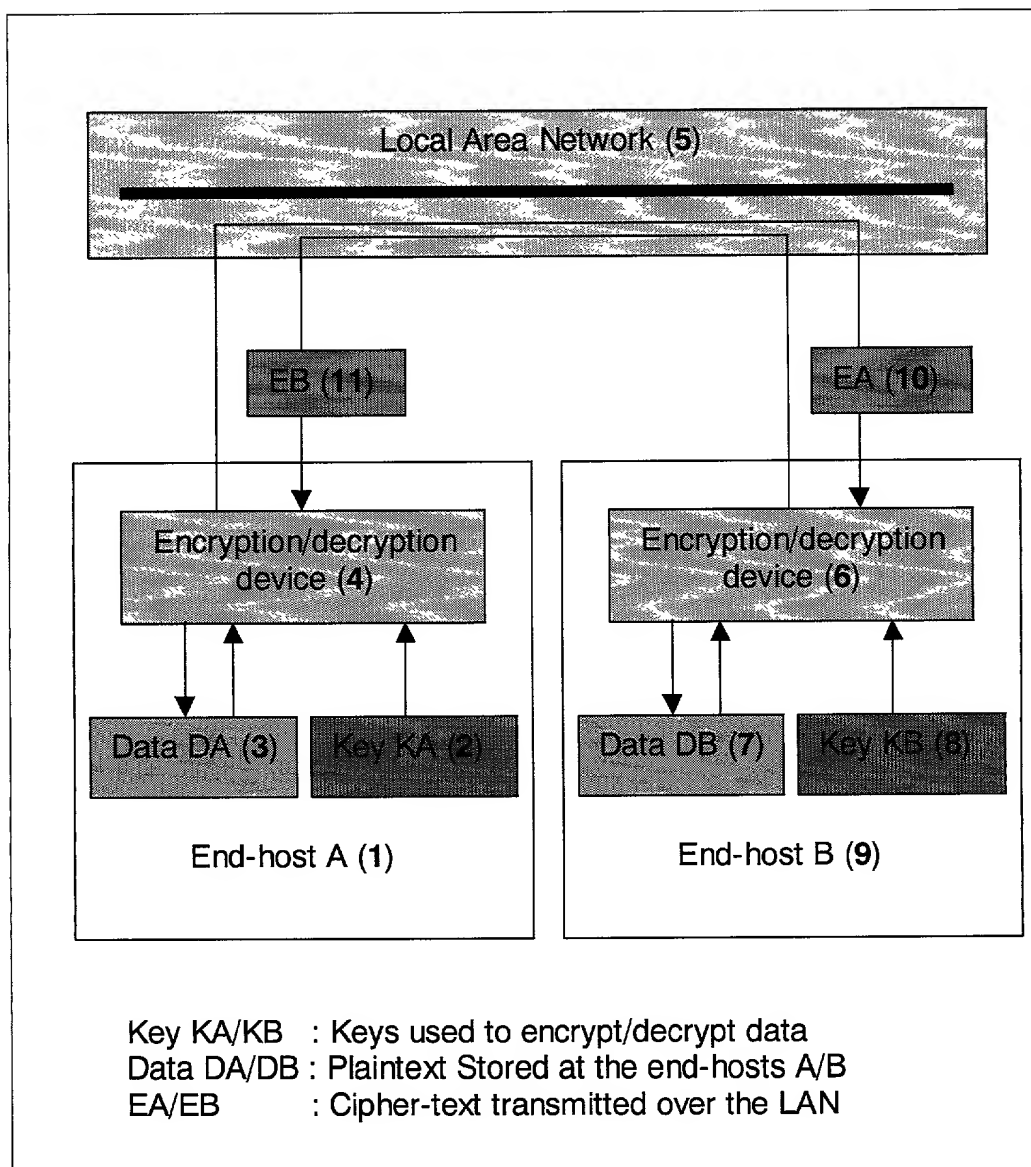 Local Area Network (5)
EB (11)
EA (10)
Encryption/decryption
device (4)
Encryption/decryption
device (6)
Data DA (3)
Key KA (2)
Data DB (7)
Key KB (8)
End-host A (1)
End-host B (9)
Key KA/KB : Keys used to encrypt/decrypt data
Data DA/DB : Plaintext Stored at the end-hosts A/B
EA/EB : Cipher-text transmitted over the LAN